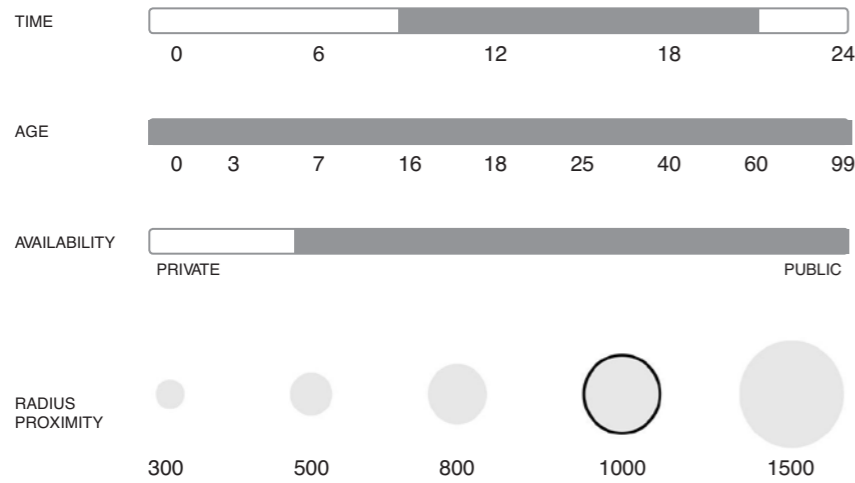 TIME
0 6 12 18 24
AGE
0 3 7 16 18 25 40 60 99
AVAILABILITY
PRIVATE PUBLIC
RADIUS
PROXIMITY
300 500 800 1000 1500